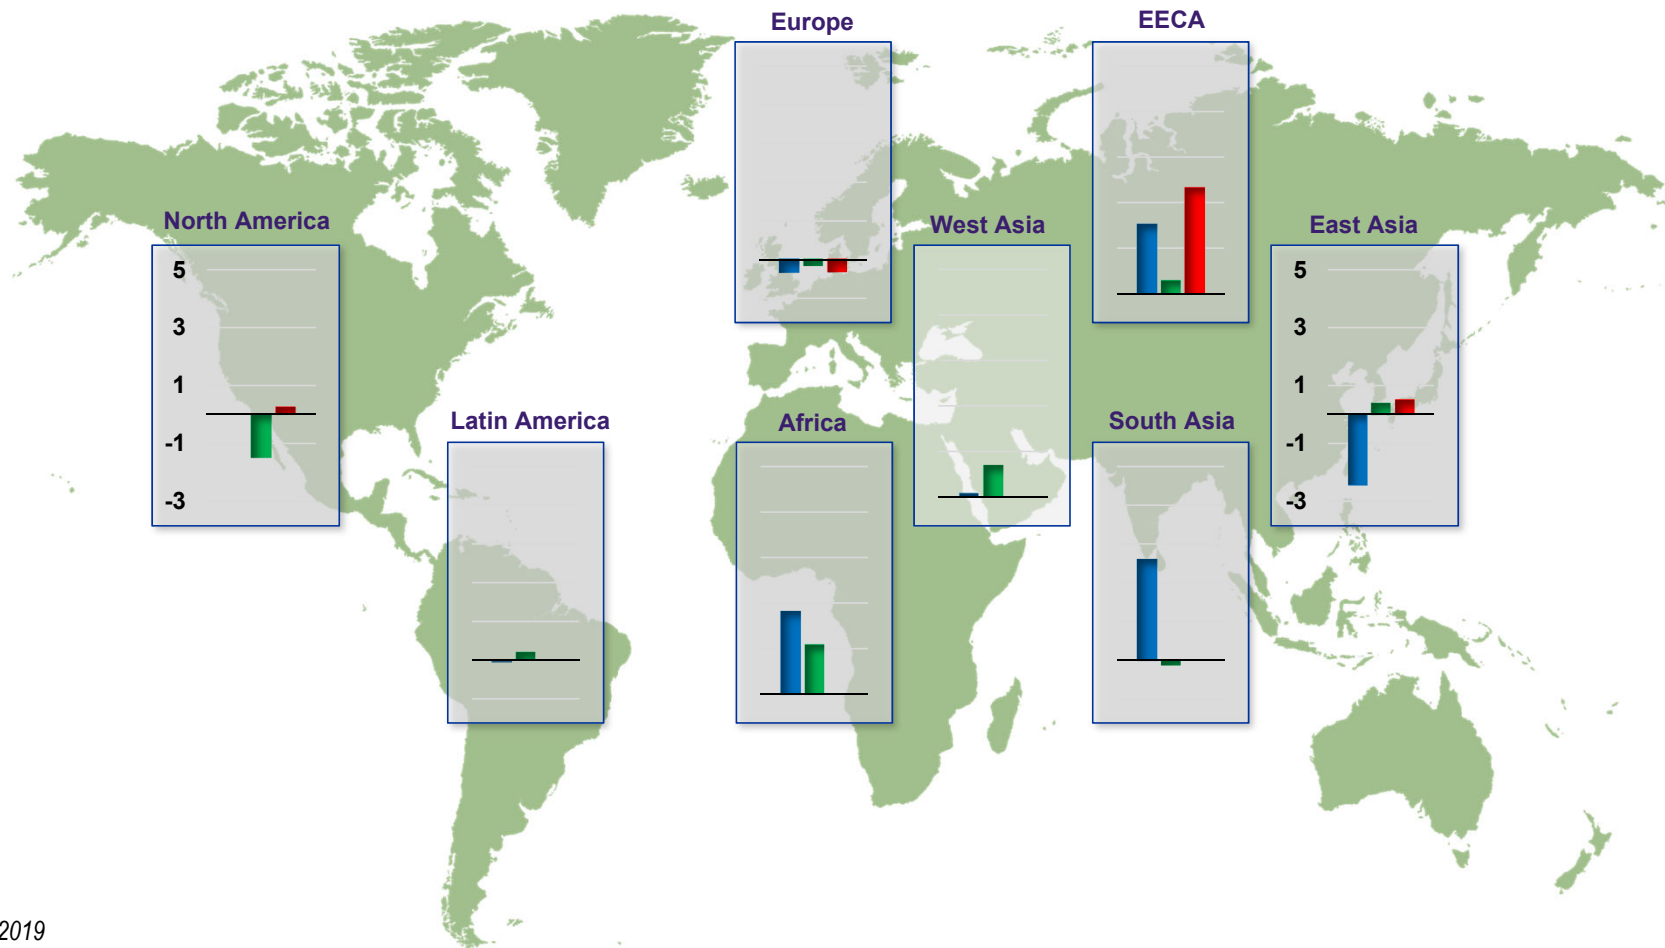 Europe
EECA
North America
West Asia
East Asia
5
3
1
-1
-3
5
3
1
-1
-3
Latin America
Africa
South Asia
2019